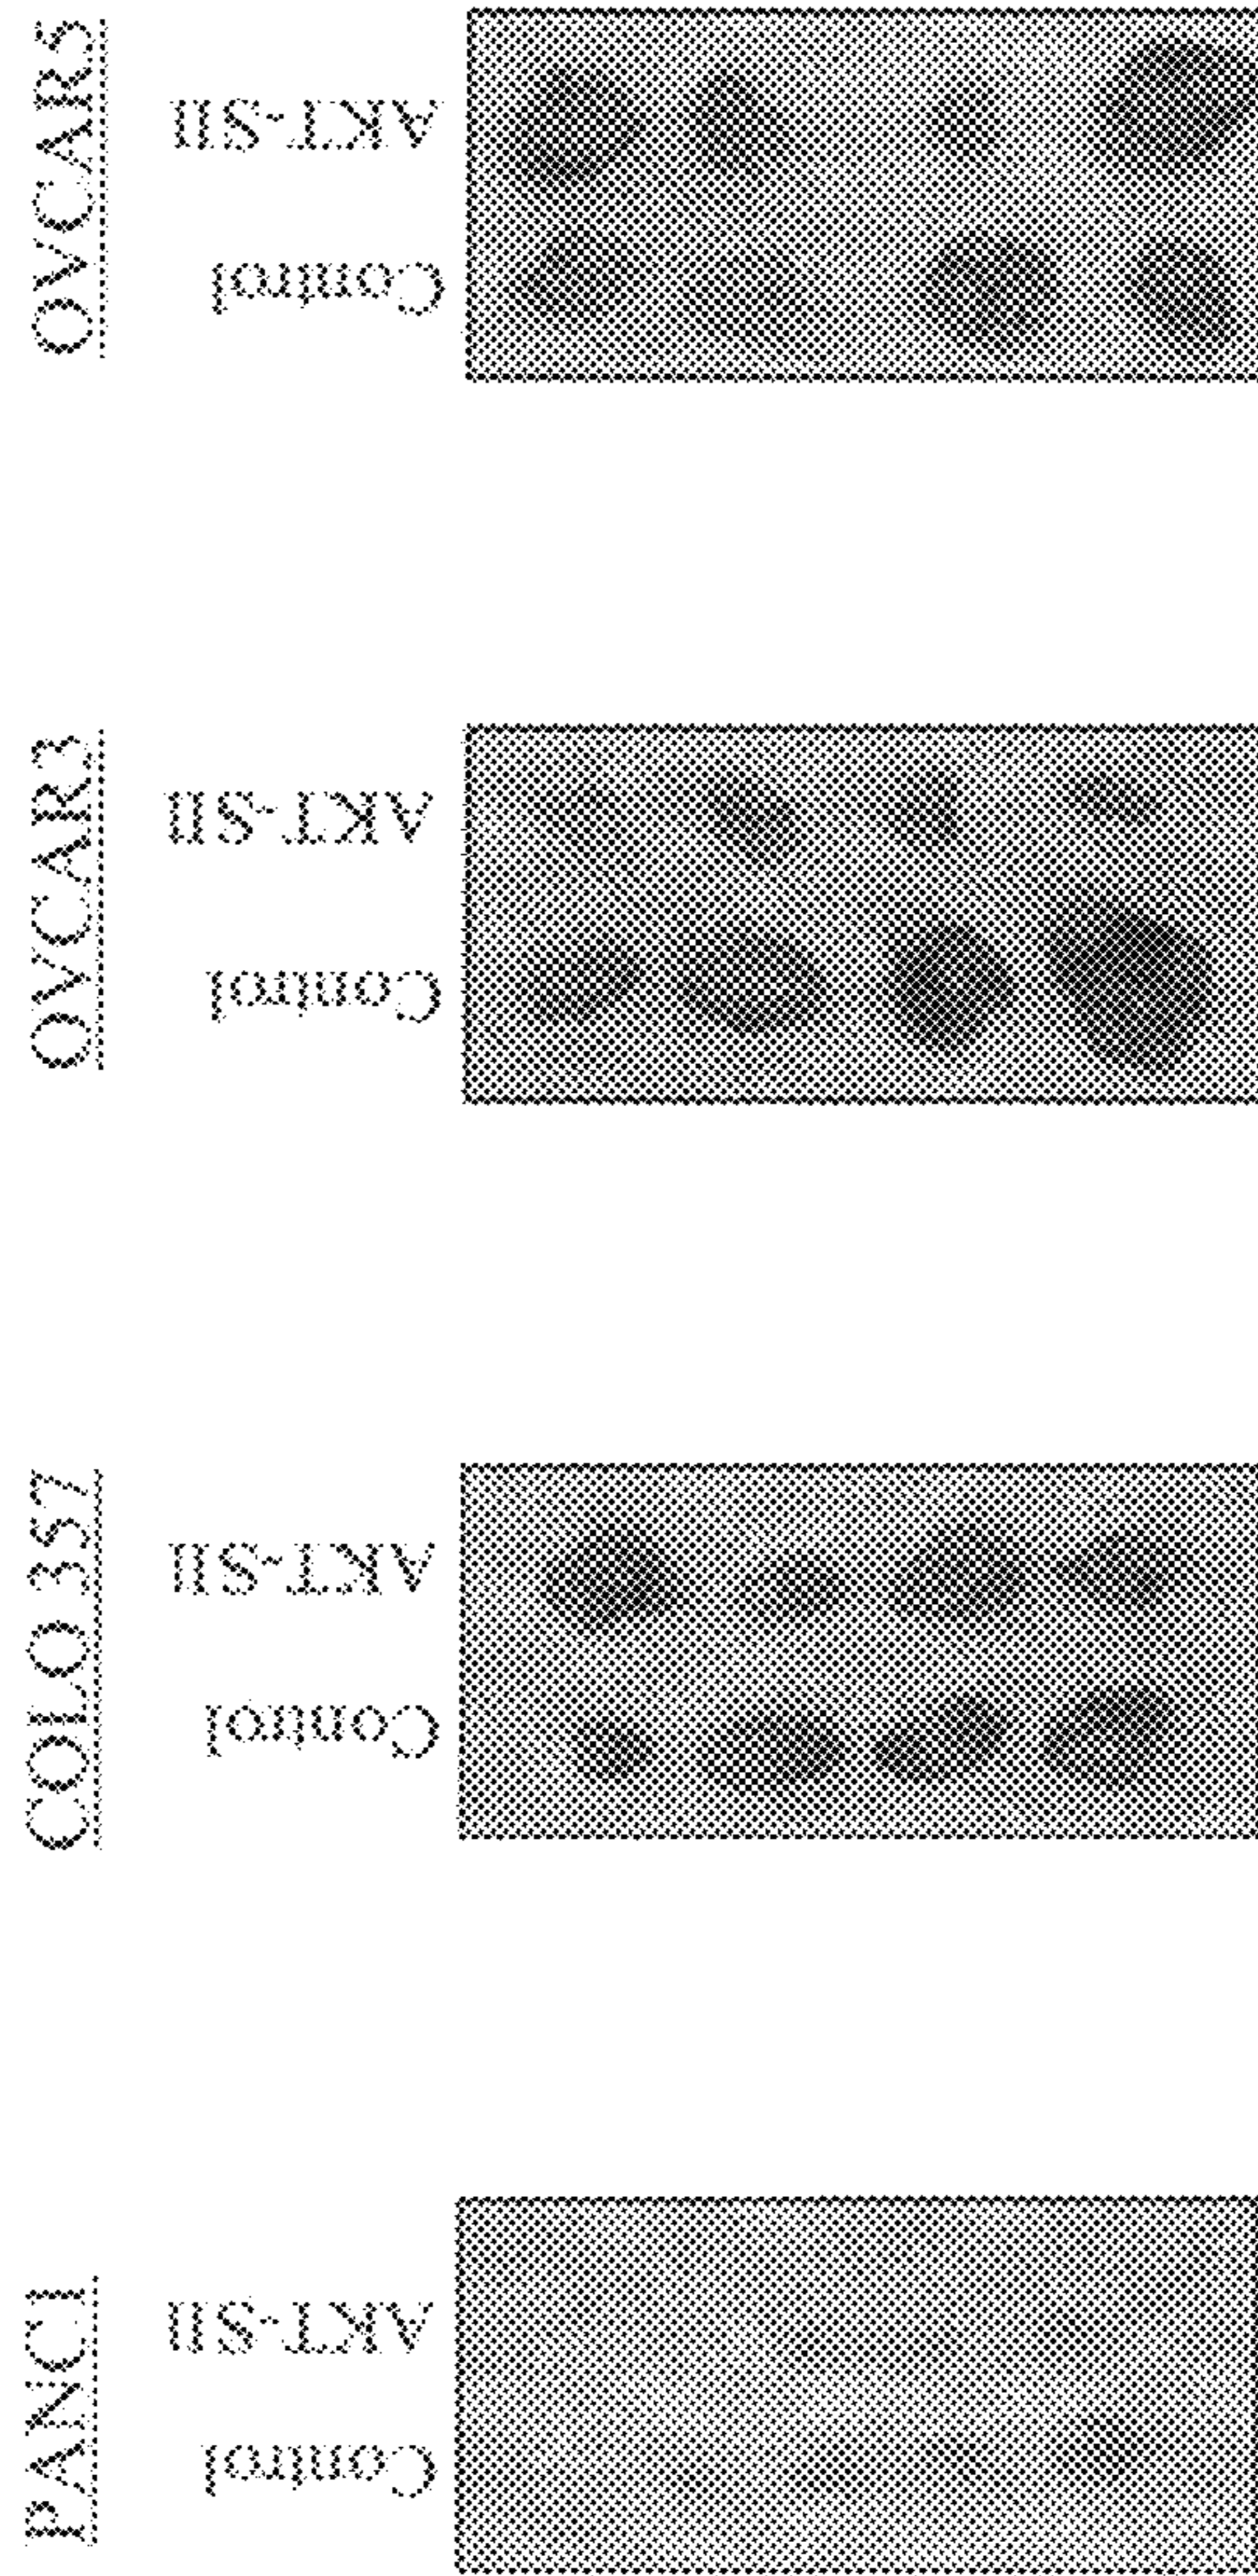 PANC1
Control
AKT-SII
COLO 357
Control
AKT-SII
OVCAR3
Control
AKT-SII
OVCAR5
Control
AKT-SII